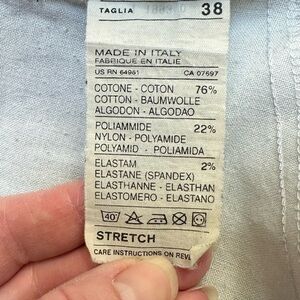 TAGLIA 38
MADE IN ITALY
FABRIQUE EN ITALIE
US RN 64961 CA 07697
COTONE - COTON 76%
COTTON - BAUMWOLLE
ALGODON - ALGODAO
POLIAMMIDE 22%
NYLON - POLYAMIDE
POLYAMID - POLIAMIDA
ELASTAM 2%
ELASTANE (SPANDEX)
ELASTHANNE - ELASTHAN
ELASTOMERO - ELASTANO
40°
STRETCH
CARE INSTRUCTIONS ON